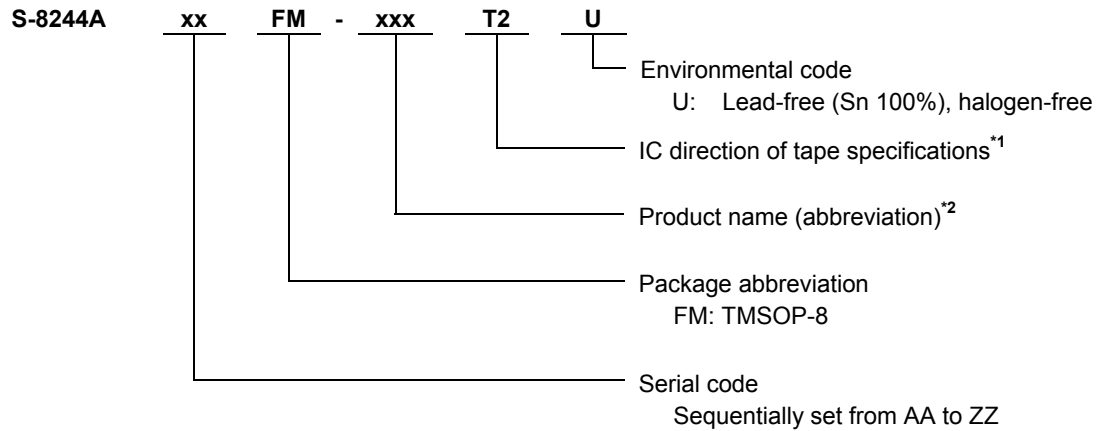 S-8244A xx FM - xxx T2 U
Environmental code
U: Lead-free (Sn 100%), halogen-free
IC direction of tape specifications*1
Product name (abbreviation)*2
Package abbreviation
FM: TMSOP-8
Serial code
Sequentially set from AA to ZZ